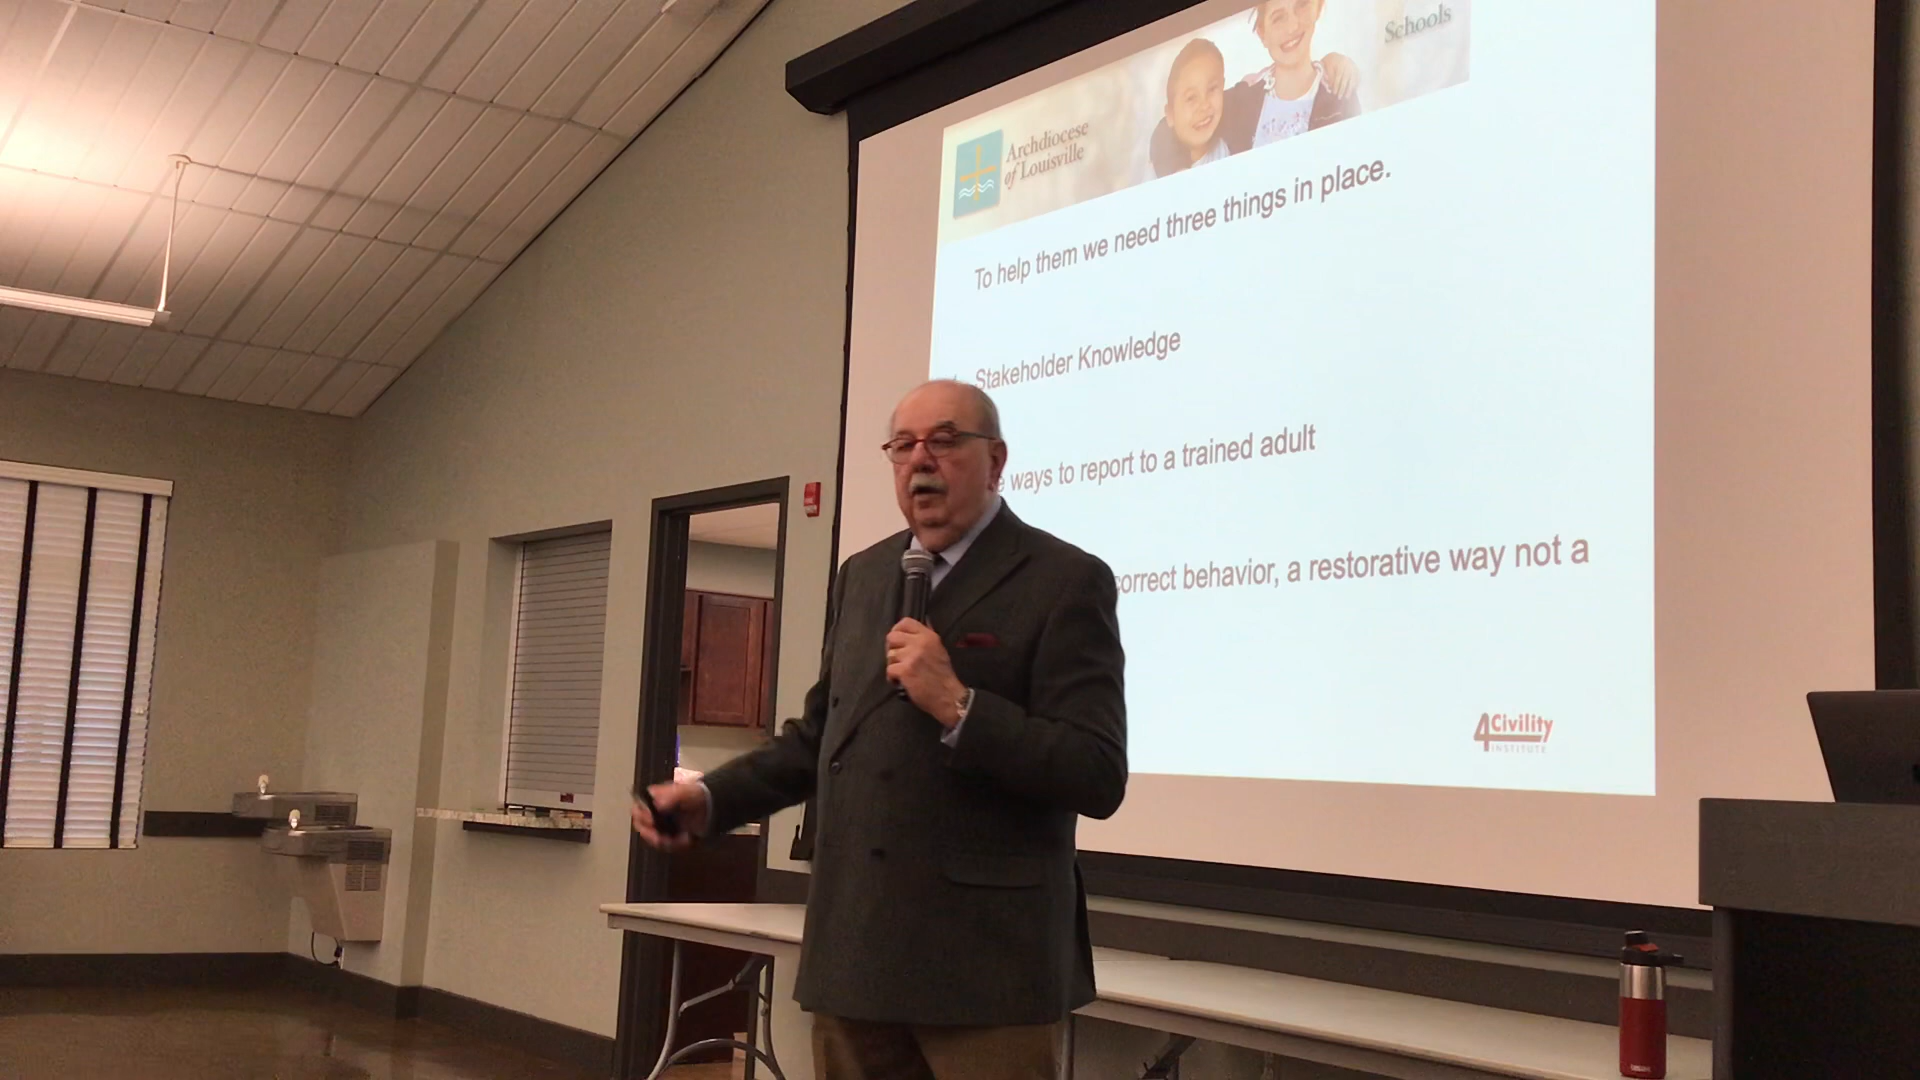 Schools
Archdiocese
of Louisville
To help them we need three things in place.
Stakeholder Knowledge
ways to report to a trained adult
correct behavior, a restorative way not a
4Civility
INSTITUTE